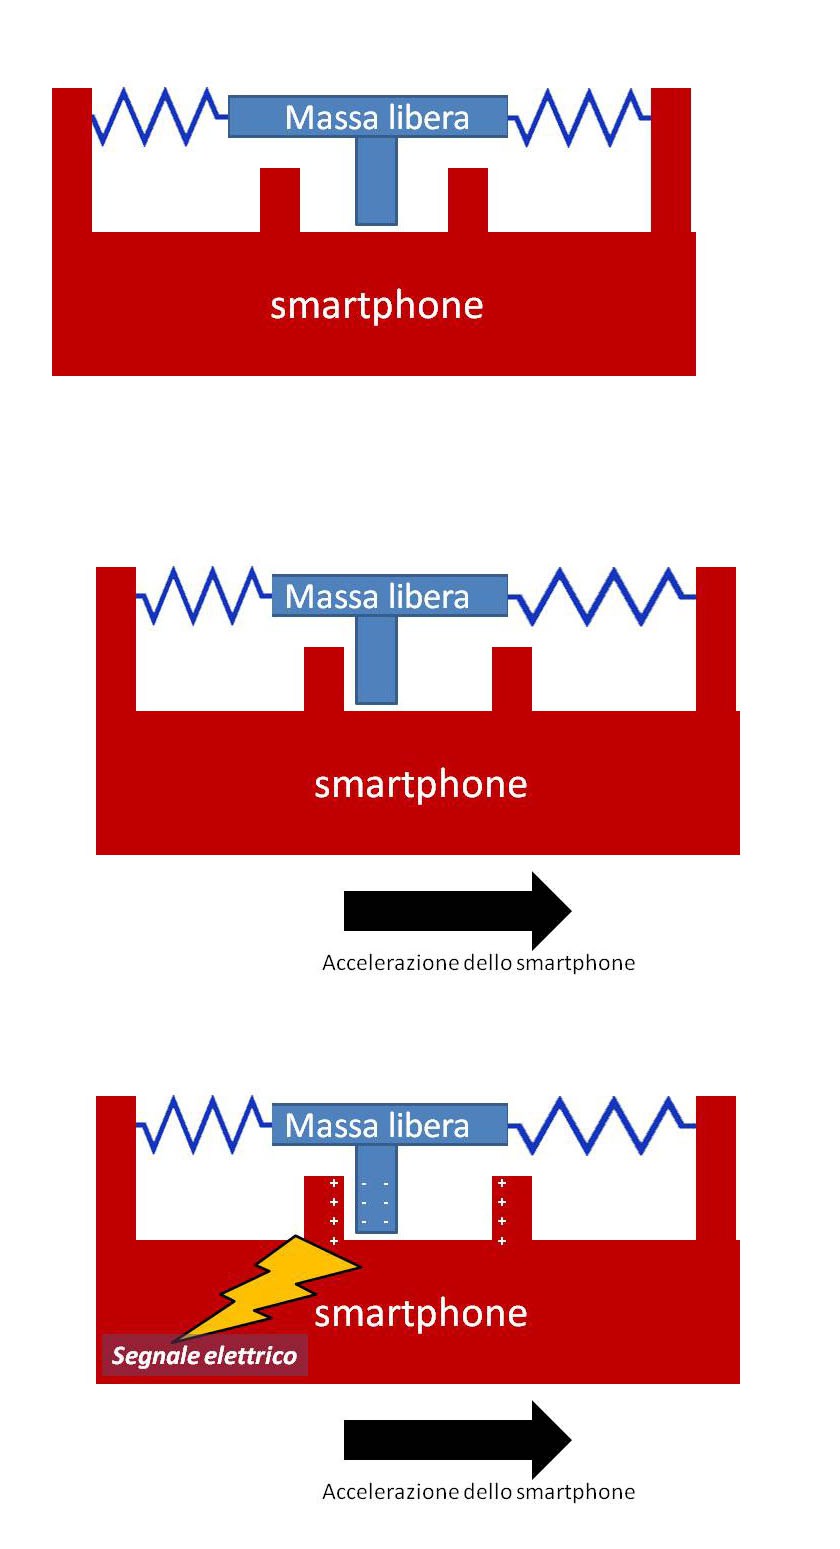 Massa libera
smartphone
Massa libera
smartphone
Accelerazione dello smartphone
Massa libera
- -
+ +
- -
+ +
- -
+ +
+ +
smartphone
Segnale elettrico
Accelerazione dello smartphone